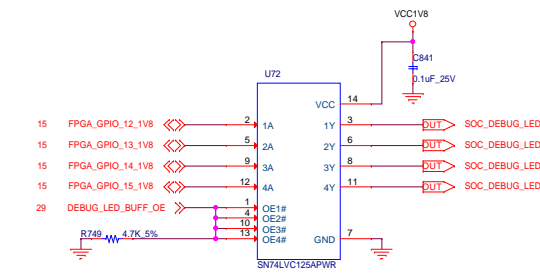 VCC1V8
C841
0.1uF_25V
U72
VCC 14
15 FPGA_GPIO_12_1V8 2 1A 1Y 3 OUT SOC_DEBUG_LED
15 FPGA_GPIO_13_1V8 5 2A 2Y 6 OUT SOC_DEBUG_LED
15 FPGA_GPIO_14_1V8 9 3A 3Y 8 OUT SOC_DEBUG_LED
15 FPGA_GPIO_15_1V8 12 4A 4Y 11 OUT SOC_DEBUG_LED
29 DEBUG_LED_BUFF_OE 1 OE1#
4 OE2#
10 OE3#
R749 4.7K_5% 13 OE4# GND 7
SN74LVC125APWR